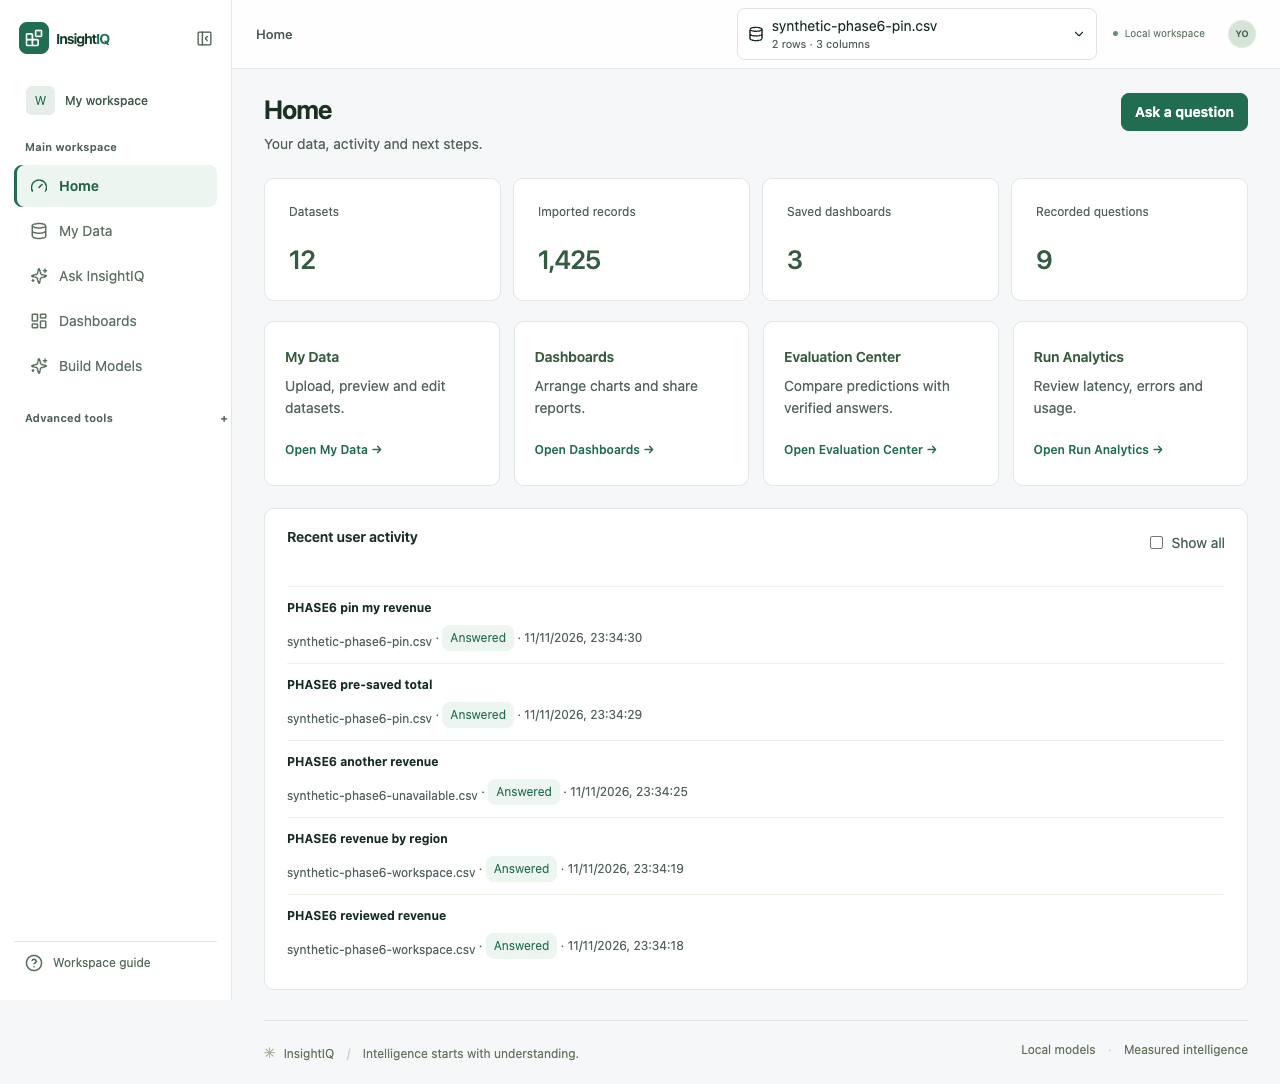 InsightIQ
W My workspace
Main workspace
Home
My Data
Ask InsightIQ
Dashboards
Build Models
Advanced tools +
Workspace guide
Home
synthetic-phase6-pin.csv
2 rows · 3 columns
Local workspace
YO
Home
Your data, activity and next steps.
Ask a question
Datasets
12
Imported records
1,425
Saved dashboards
3
Recorded questions
9
My Data
Upload, preview and edit
datasets.
Open My Data →
Dashboards
Arrange charts and share
reports.
Open Dashboards →
Evaluation Center
Compare predictions with
verified answers.
Open Evaluation Center →
Run Analytics
Review latency, errors and
usage.
Open Run Analytics →
Recent user activity
Show all
PHASE6 pin my revenue
synthetic-phase6-pin.csv · Answered · 11/11/2026, 23:34:30
PHASE6 pre-saved total
synthetic-phase6-pin.csv · Answered · 11/11/2026, 23:34:29
PHASE6 another revenue
synthetic-phase6-unavailable.csv · Answered · 11/11/2026, 23:34:25
PHASE6 revenue by region
synthetic-phase6-workspace.csv · Answered · 11/11/2026, 23:34:19
PHASE6 reviewed revenue
synthetic-phase6-workspace.csv · Answered · 11/11/2026, 23:34:18
InsightIQ / Intelligence starts with understanding.
Local models · Measured intelligence